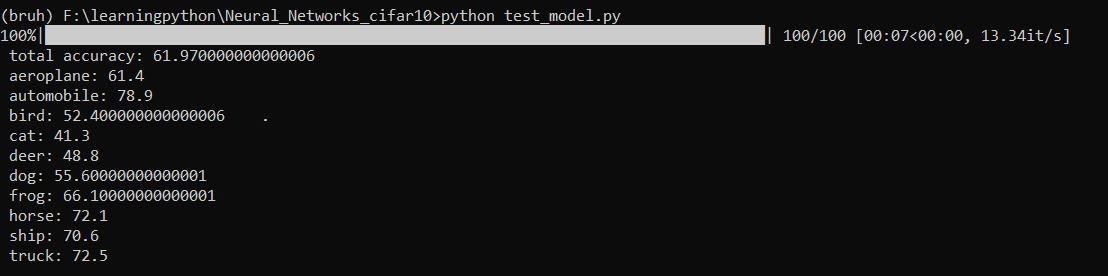 (bruh) F:\learningpython\Neural_Networks_cifar10>python test_model.py
100%|██████████| 100/100 [00:07<00:00, 13.34it/s]
total accuracy: 61.970000000000006
aeroplane: 61.4
automobile: 78.9
bird: 52.400000000000006 .
cat: 41.3
deer: 48.8
dog: 55.60000000000001
frog: 66.10000000000001
horse: 72.1
ship: 70.6
truck: 72.5